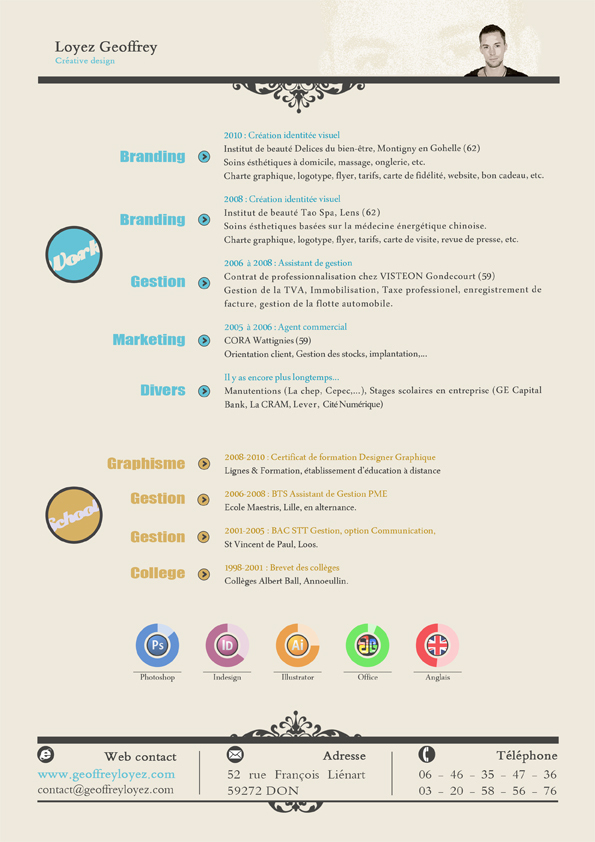 Loyez Geoffrey
Créative design
Work
Branding
2010 : Création identitée visuel
Institut de beauté Delices du bien-être, Montigny en Gohelle (62)
Soins ésthétiques à domicile, massage, onglerie, etc.
Charte graphique, logotype, flyer, tarifs, carte de fidélité, website, bon cadeau, etc.
Branding
2008 : Création identitée visuel
Institut de beauté Tao Spa, Lens (62)
Soins ésthetiques basées sur la médecine énergétique chinoise.
Charte graphique, logotype, flyer, tarifs, carte de visite, revue de presse, etc.
Gestion
2006 à 2008 : Assistant de gestion
Contrat de professionnalisation chez VISTEON Gondecourt (59)
Gestion de la TVA, Immobilisation, Taxe professionel, enregistrement de
facture, gestion de la flotte automobile.
Marketing
2005 à 2006 : Agent commercial
CORA Wattignies (59)
Orientation client, Gestion des stocks, implantation,...
Divers
Il y as encore plus longtemps...
Manutentions (La chep, Cepec,...), Stages scolaires en entreprise (GE Capital
Bank, La CRAM, Lever, Cité Numérique)
School
Graphisme
2008-2010 : Certificat de formation Designer Graphique
Lignes & Formation, établissement d'éducation à distance
Gestion
2006-2008 : BTS Assistant de Gestion PME
Ecole Maestris, Lille, en alternance.
Gestion
2001-2005 : BAC STT Gestion, option Communication,
St Vincent de Paul, Loos.
College
1998-2001 : Brevet des collèges
Collèges Albert Ball, Annoeullin.
Ps
ID
Ai
Photoshop
Indesign
Illustrator
Office
Anglais
Web contact
www.geoffreyloyez.com
contact@geoffreyloyez.com
Adresse
52 rue François Liénart
59272 DON
Téléphone
06 - 46 - 35 - 47 - 36
03 - 20 - 58 - 56 - 76